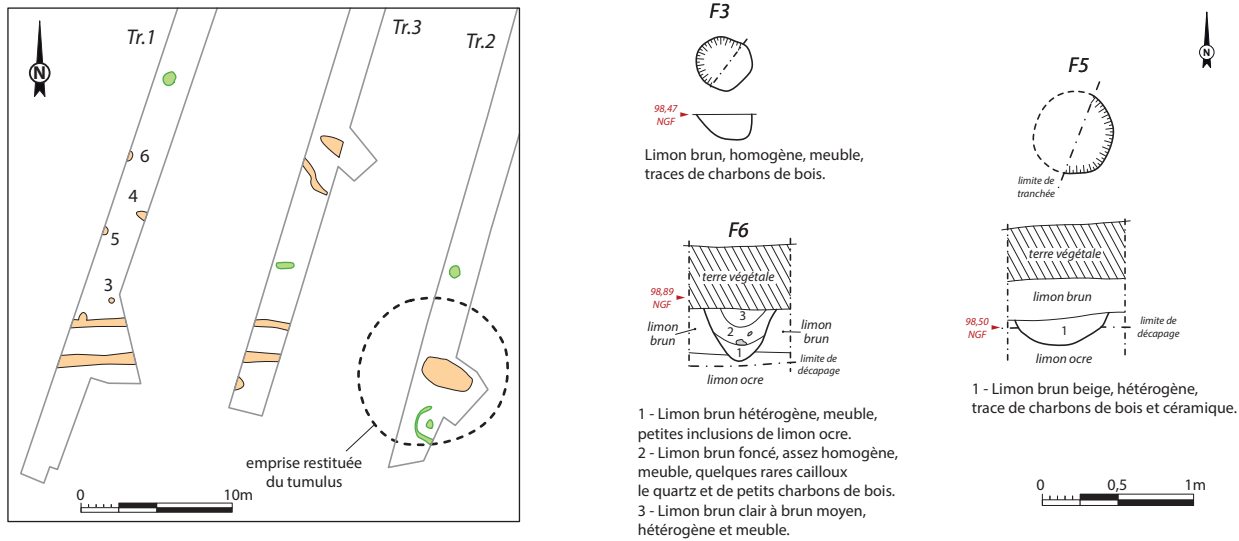 Tr.1
Tr.3
Tr.2
N
6
4
5
3
emprise restituée
du tumulus
0
10m
F3
98,47
NGF
Limon brun, homogène, meuble,
traces de charbons de bois.
F6
terre végétale
98,89
NGF
limon
brun
3
2
1
limon
brun
limite de
décapage
limon ocre
1 - Limon brun hétérogène, meuble,
petites inclusions de limon ocre.
2 - Limon brun foncé, assez homogène,
meuble, quelques rares cailloux
le quartz et de petits charbons de bois.
3 - Limon brun clair à brun moyen,
hétérogène et meuble.
N
F5
limite de
tranchée
terre végétale
limon brun
98,50
NGF
1
limite de
décapage
limon ocre
1 - Limon brun beige, hétérogène,
trace de charbons de bois et céramique.
0
0,5
1m